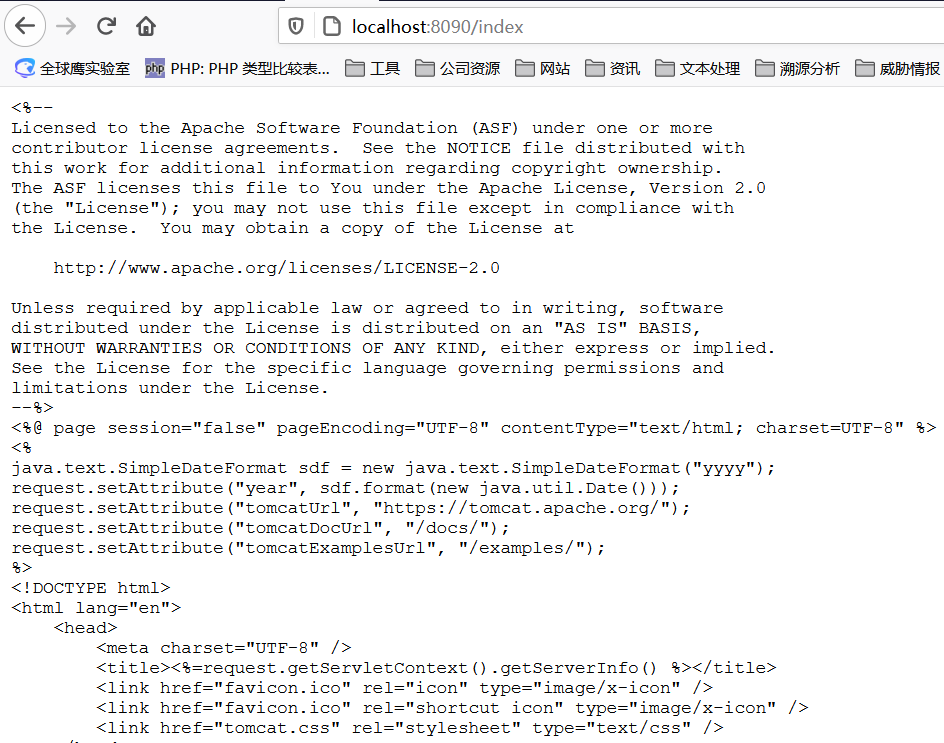 localhost:8090/index
全球鹰实验室 php PHP: PHP 类型比较表... 工具 公司资源 网站 资讯 文本处理 溯源分析 威胁情报
<%--
Licensed to the Apache Software Foundation (ASF) under one or more
contributor license agreements.  See the NOTICE file distributed with
this work for additional information regarding copyright ownership.
The ASF licenses this file to You under the Apache License, Version 2.0
(the "License"); you may not use this file except in compliance with
the License.  You may obtain a copy of the License at

    http://www.apache.org/licenses/LICENSE-2.0

Unless required by applicable law or agreed to in writing, software
distributed under the License is distributed on an "AS IS" BASIS,
WITHOUT WARRANTIES OR CONDITIONS OF ANY KIND, either express or implied.
See the License for the specific language governing permissions and
limitations under the License.
--%>
<%@ page session="false" pageEncoding="UTF-8" contentType="text/html; charset=UTF-8" %>
<%
java.text.SimpleDateFormat sdf = new java.text.SimpleDateFormat("yyyy");
request.setAttribute("year", sdf.format(new java.util.Date()));
request.setAttribute("tomcatUrl", "https://tomcat.apache.org/");
request.setAttribute("tomcatDocUrl", "/docs/");
request.setAttribute("tomcatExamplesUrl", "/examples/");
%>
<!DOCTYPE html>
<html lang="en">
    <head>
        <meta charset="UTF-8" />
        <title><%=request.getServletContext().getServerInfo() %></title>
        <link href="favicon.ico" rel="icon" type="image/x-icon" />
        <link href="favicon.ico" rel="shortcut icon" type="image/x-icon" />
        <link href="tomcat.css" rel="stylesheet" type="text/css" />